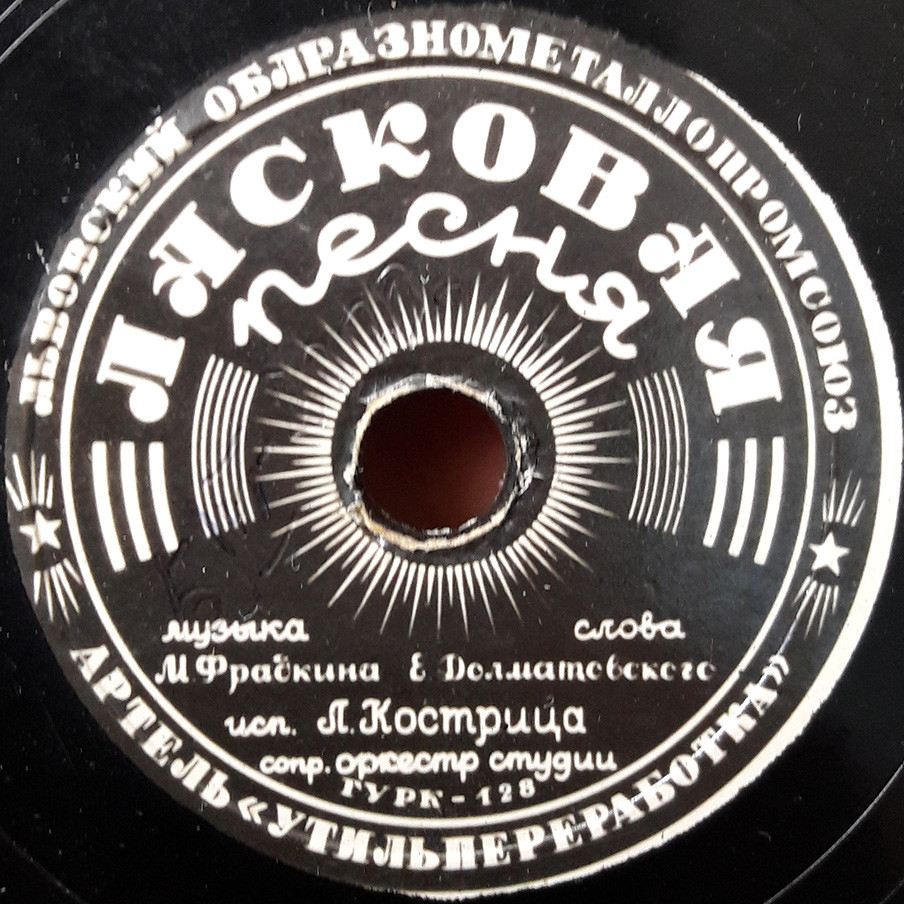 ЛЬВОВСКИЙ ОБЛРАЗНОМЕТАЛЛОПРОМСОЮЗ
ЛАСКОВАЯ
песня
музыка слова
М. Фрадкина Е. Долматовского
исп. Л. Кострица
сопр. оркестр студии
ГУРК-128
АРТЕЛЬ «УТИЛЬПЕРЕРАБОТКА»